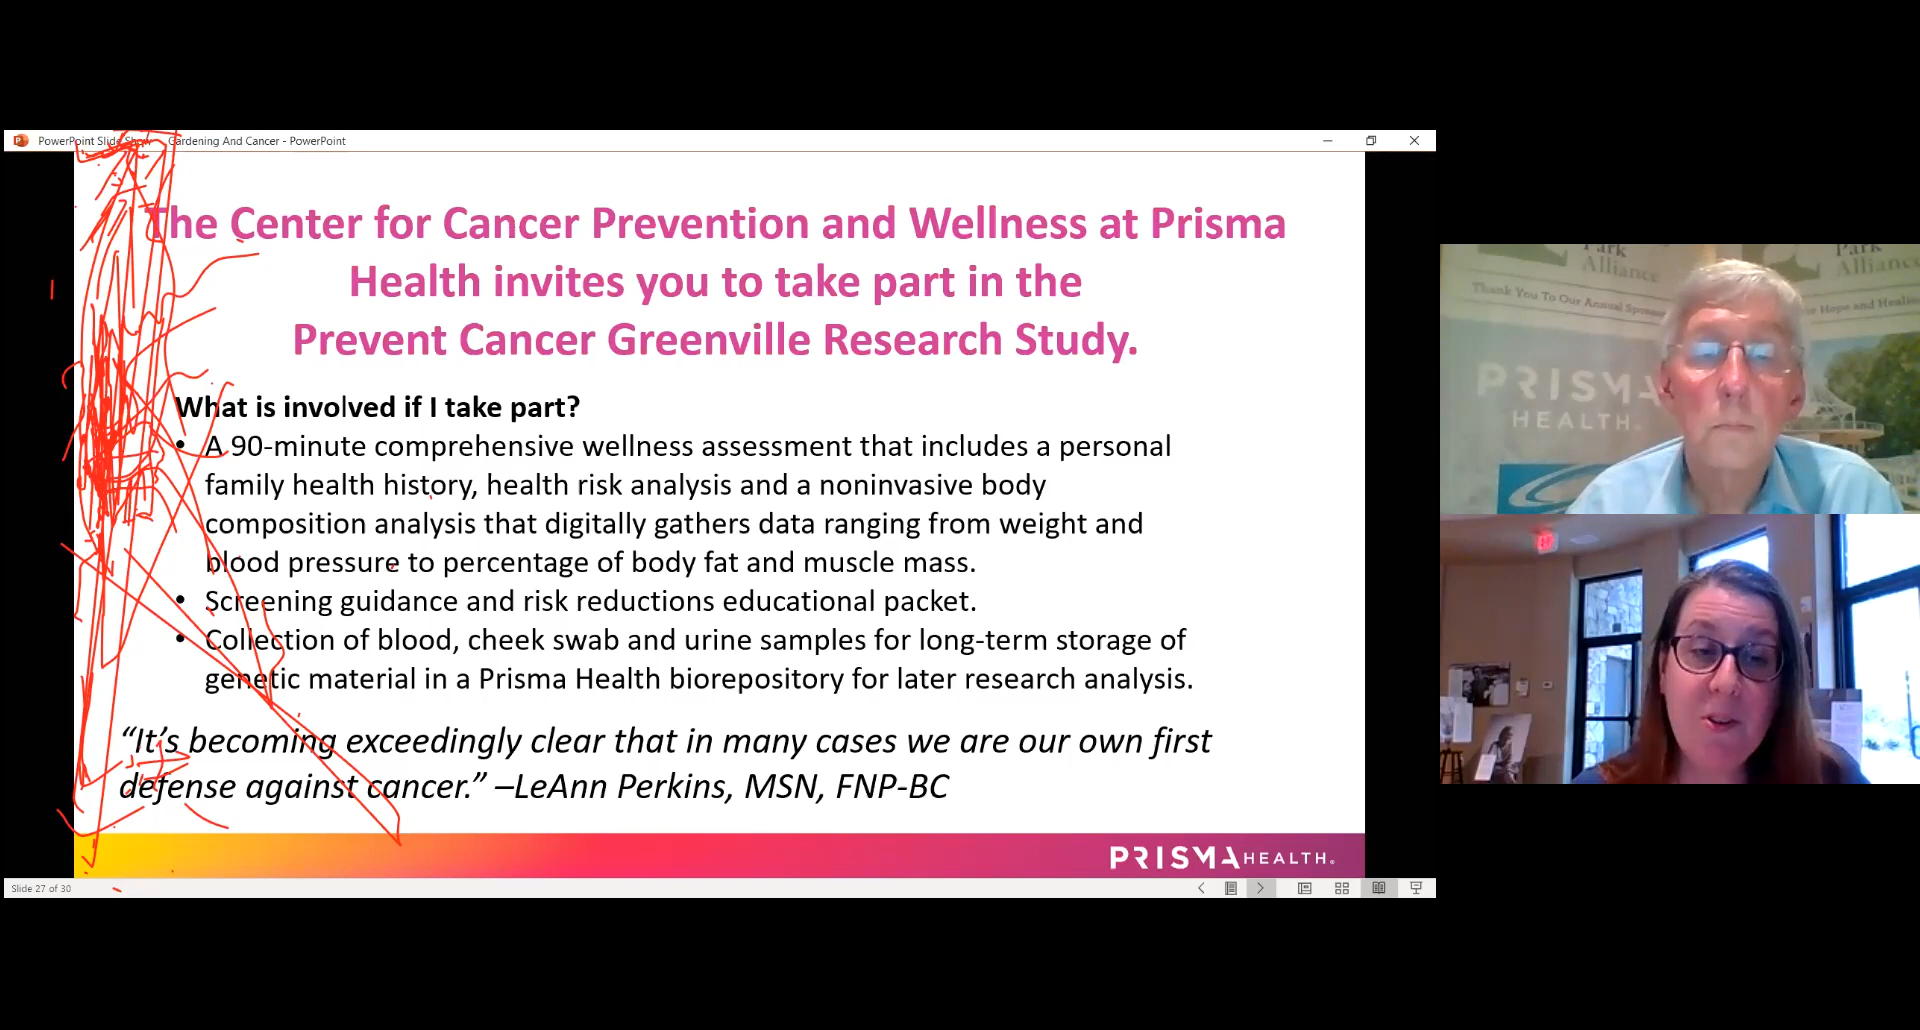 PowerPoint Slide Show - Gardening And Cancer - PowerPoint
The Center for Cancer Prevention and Wellness at Prisma
Health invites you to take part in the
Prevent Cancer Greenville Research Study.
What is involved if I take part?
• A 90-minute comprehensive wellness assessment that includes a personal
family health history, health risk analysis and a noninvasive body
composition analysis that digitally gathers data ranging from weight and
blood pressure to percentage of body fat and muscle mass.
• Screening guidance and risk reductions educational packet.
• Collection of blood, cheek swab and urine samples for long-term storage of
genetic material in a Prisma Health biorepository for later research analysis.
“It’s becoming exceedingly clear that in many cases we are our own first
defense against cancer.” –LeAnn Perkins, MSN, FNP-BC
PRISMA HEALTH.
Slide 27 of 30
Park
Alliance
Park
Alliance
Thank You To Our Annual
Hope and
PRISMA
HEALTH.